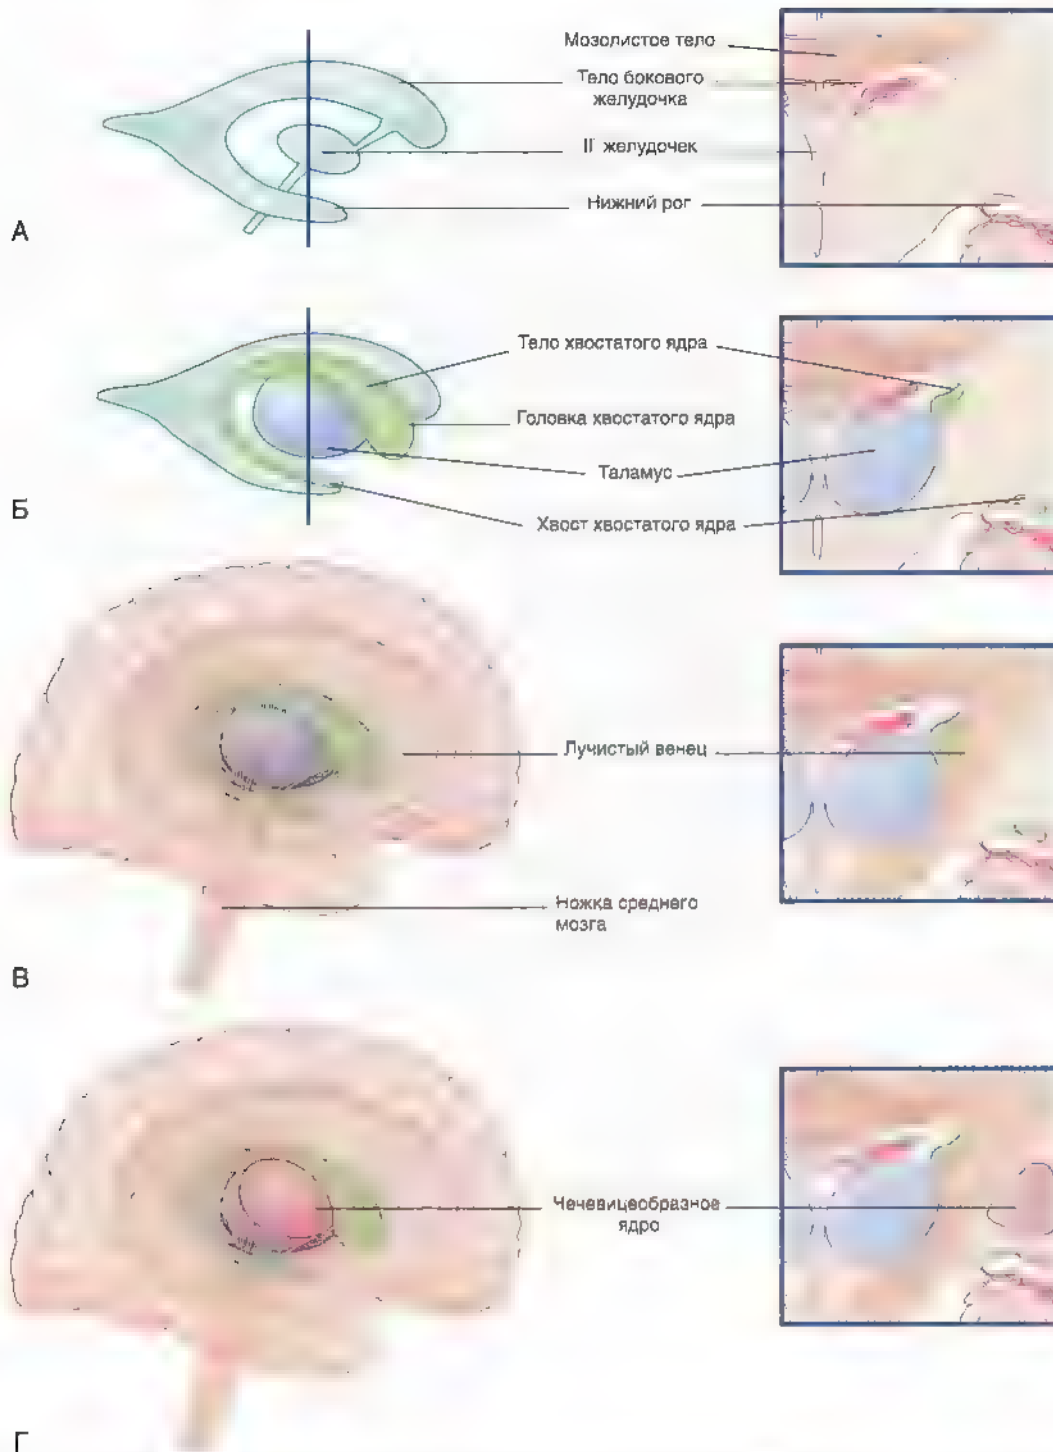 Мозолистое тело
Тело бокового
желудочка
II желудочек
Нижний рог
А
Тело хвостатого ядра
Головка хвостатого ядра
Таламус
Хвост хвостатого ядра
Б
Лучистый венец
Ножка среднего
мозга
В
Чечевицеобразное
ядро
Г